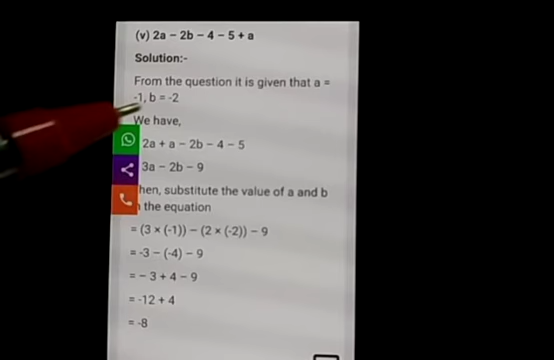 (v) 2a – 2b – 4 – 5 + a
Solution:-
From the question it is given that a =
-1, b = -2
We have,
2a + a – 2b – 4 – 5
3a – 2b – 9
hen, substitute the value of a and b
the equation
= (3 × (-1)) – (2 × (-2)) – 9
= -3 – (-4) – 9
= – 3 + 4 – 9
= -12 + 4
= -8